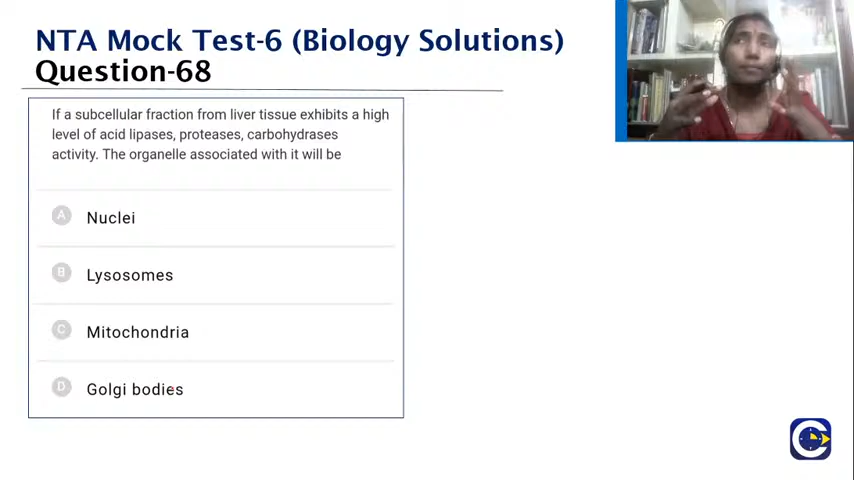 NTA Mock Test-6 (Biology Solutions)
Question-68
If a subcellular fraction from liver tissue exhibits a high
level of acid lipases, proteases, carbohydrases
activity. The organelle associated with it will be
A Nuclei
B Lysosomes
C Mitochondria
D Golgi bodies